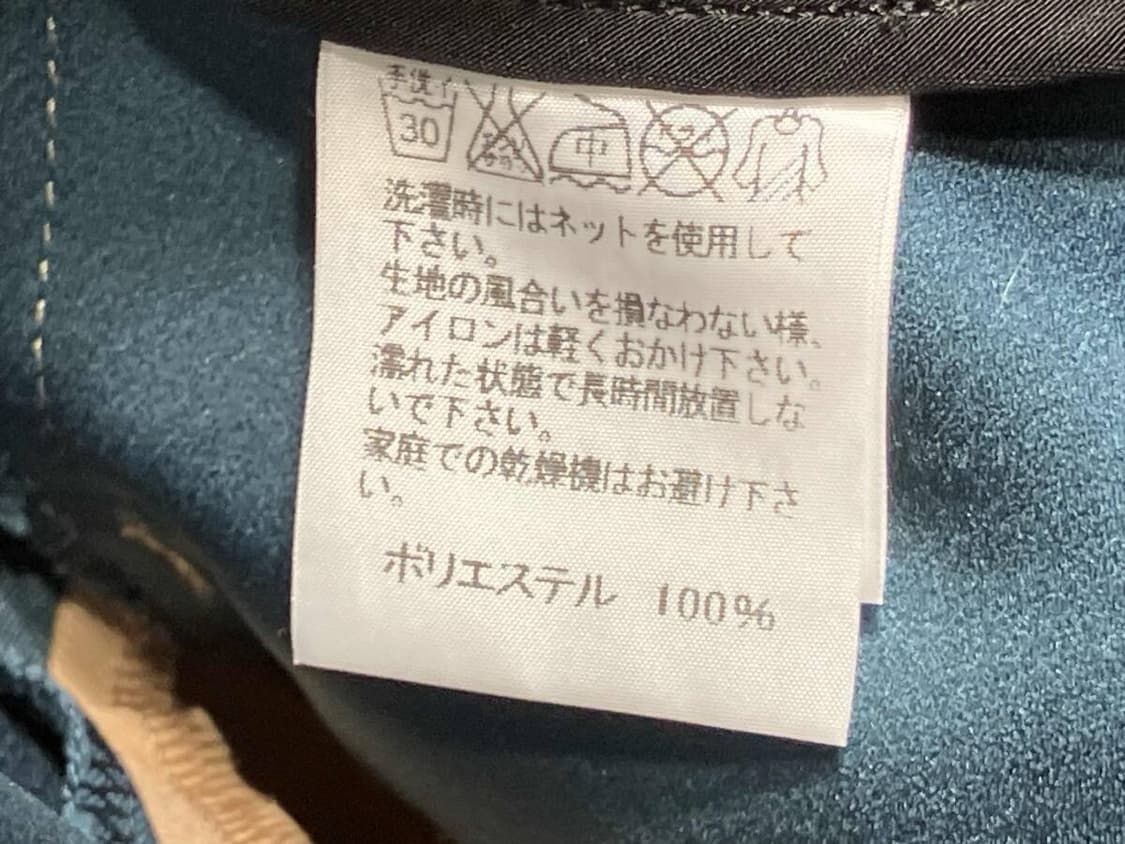 手洗イ
30
中
洗濯時にはネットを使用して
下さい。
生地の風合いを損なわない様、
アイロンは軽くおかけ下さい。
濡れた状態で長時間放置しな
いで下さい。
家庭での乾燥機はお避け下さ
い。
ポリエステル 100%